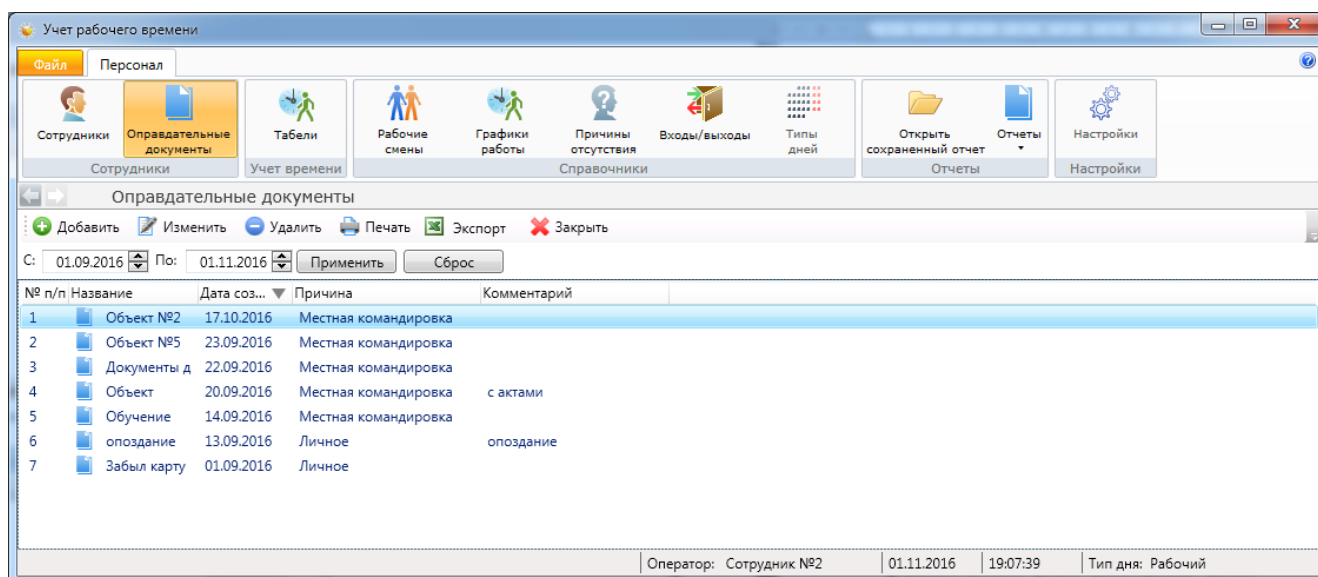 Учет рабочего времени
Файл Персонал
Сотрудники Оправдательные документы Табели Рабочие смены Графики работы Причины отсутствия Входы/выходы Типы дней Открыть сохраненный отчет Отчеты Настройки
Сотрудники Учет времени Справочники Отчеты Настройки
Оправдательные документы
Добавить Изменить Удалить Печать Экспорт Закрыть
С: 01.09.2016 По: 01.11.2016 Применить Сброс
№ п/п Название Дата соз... Причина Комментарий
1 Объект №2 17.10.2016 Местная командировка
2 Объект №5 23.09.2016 Местная командировка
3 Документы д 22.09.2016 Местная командировка
4 Объект 20.09.2016 Местная командировка с актами
5 Обучение 14.09.2016 Местная командировка
6 опоздание 13.09.2016 Личное опоздание
7 Забыл карту 01.09.2016 Личное
Оператор: Сотрудник №2 01.11.2016 19:07:39 Тип дня: Рабочий